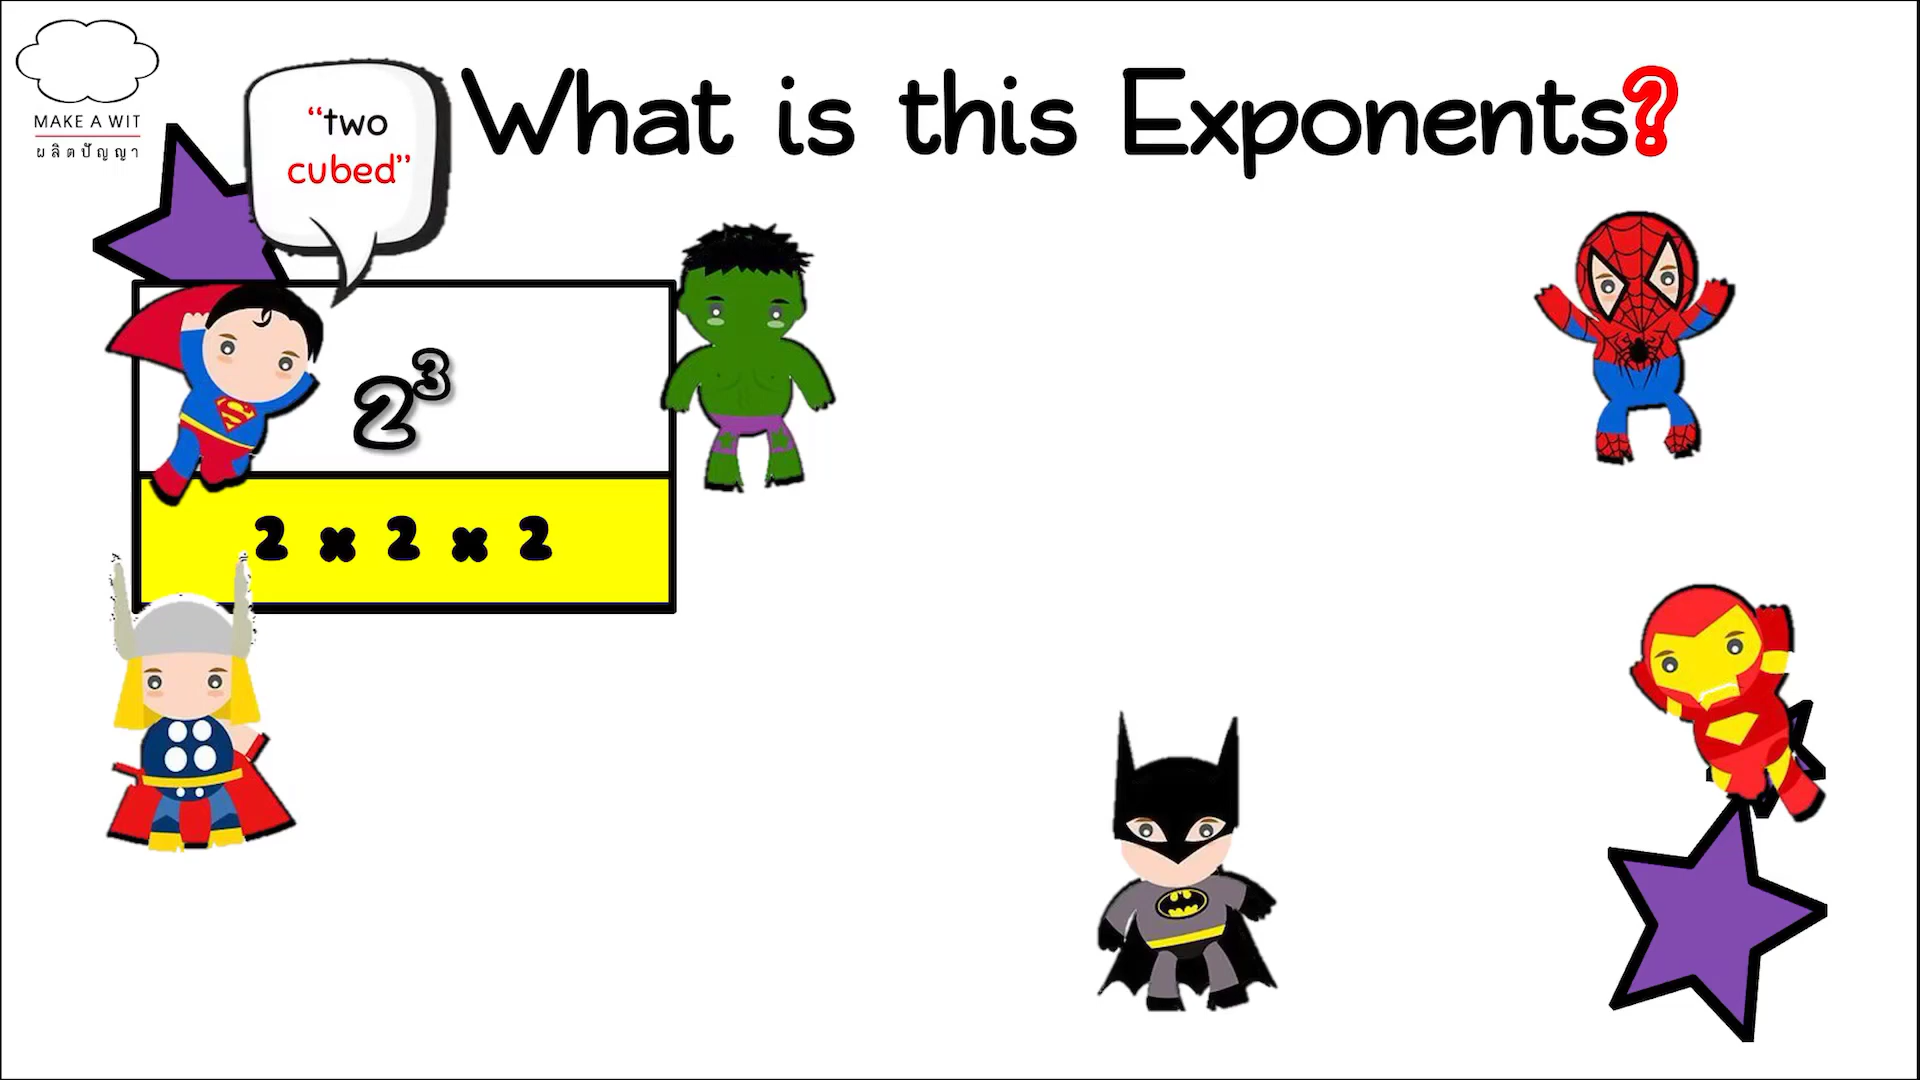 MAKE A WIT
ผลิตปัญญา
What is this Exponents?
“two
cubed”
2³
2 x 2 x 2